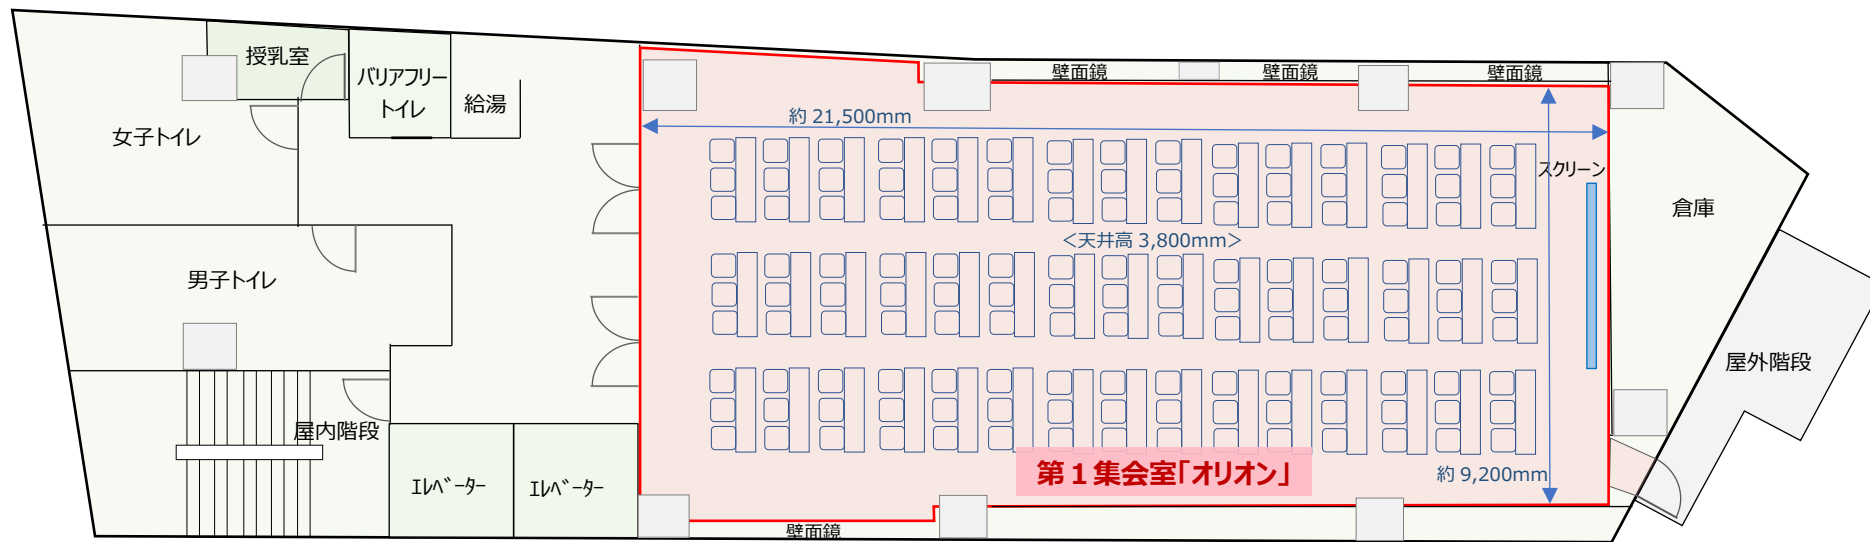 授乳室
バリアフリー
トイレ
給湯
女子トイレ
男子トイレ
屋内階段
ｴﾚﾍﾞｰﾀｰ
ｴﾚﾍﾞｰﾀｰ
壁面鏡
壁面鏡
壁面鏡
約 21,500mm
スクリーン
＜天井高 3,800mm＞
倉庫
屋外階段
第１集会室｢オリオン｣
約 9,200mm
壁面鏡